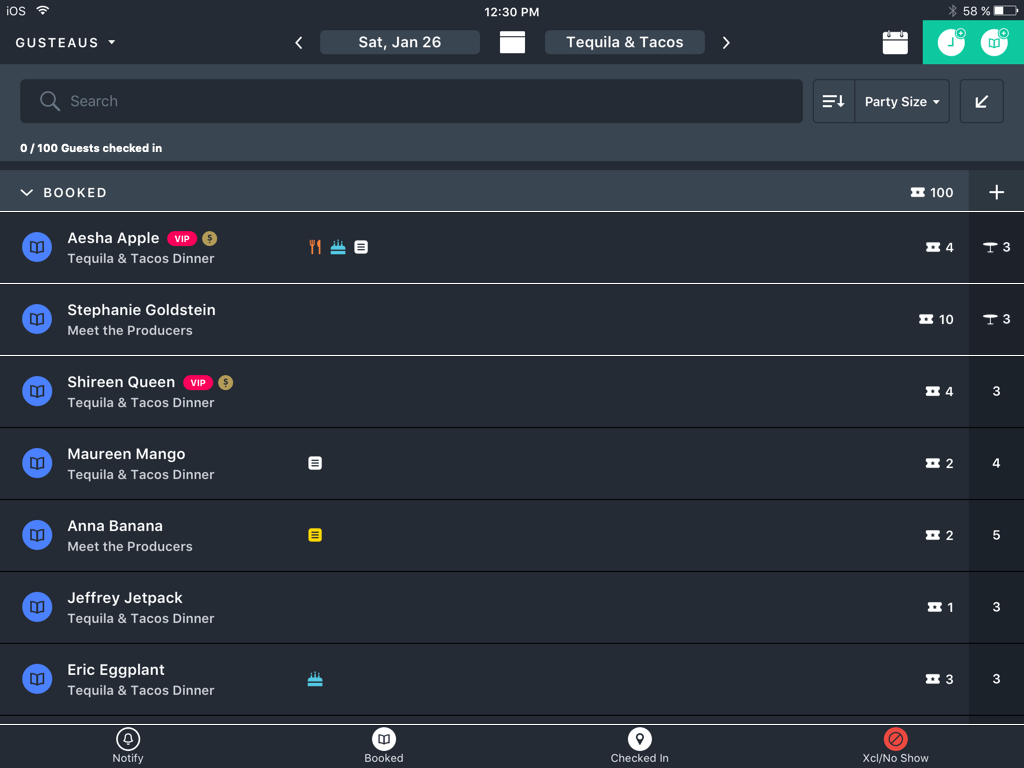 iOS 12:30 PM 58 %
GUSTEAUS Sat, Jan 26 Tequila & Tacos
Search Party Size
0 / 100 Guests checked in
BOOKED 100
Aesha Apple VIP $ 4 3
Tequila & Tacos Dinner
Stephanie Goldstein 10 3
Meet the Producers
Shireen Queen VIP $ 4 3
Tequila & Tacos Dinner
Maureen Mango 2 4
Tequila & Tacos Dinner
Anna Banana 2 5
Meet the Producers
Jeffrey Jetpack 1 3
Tequila & Tacos Dinner
Eric Eggplant 3 3
Tequila & Tacos Dinner
Notify Booked Checked In Xcl/No Show